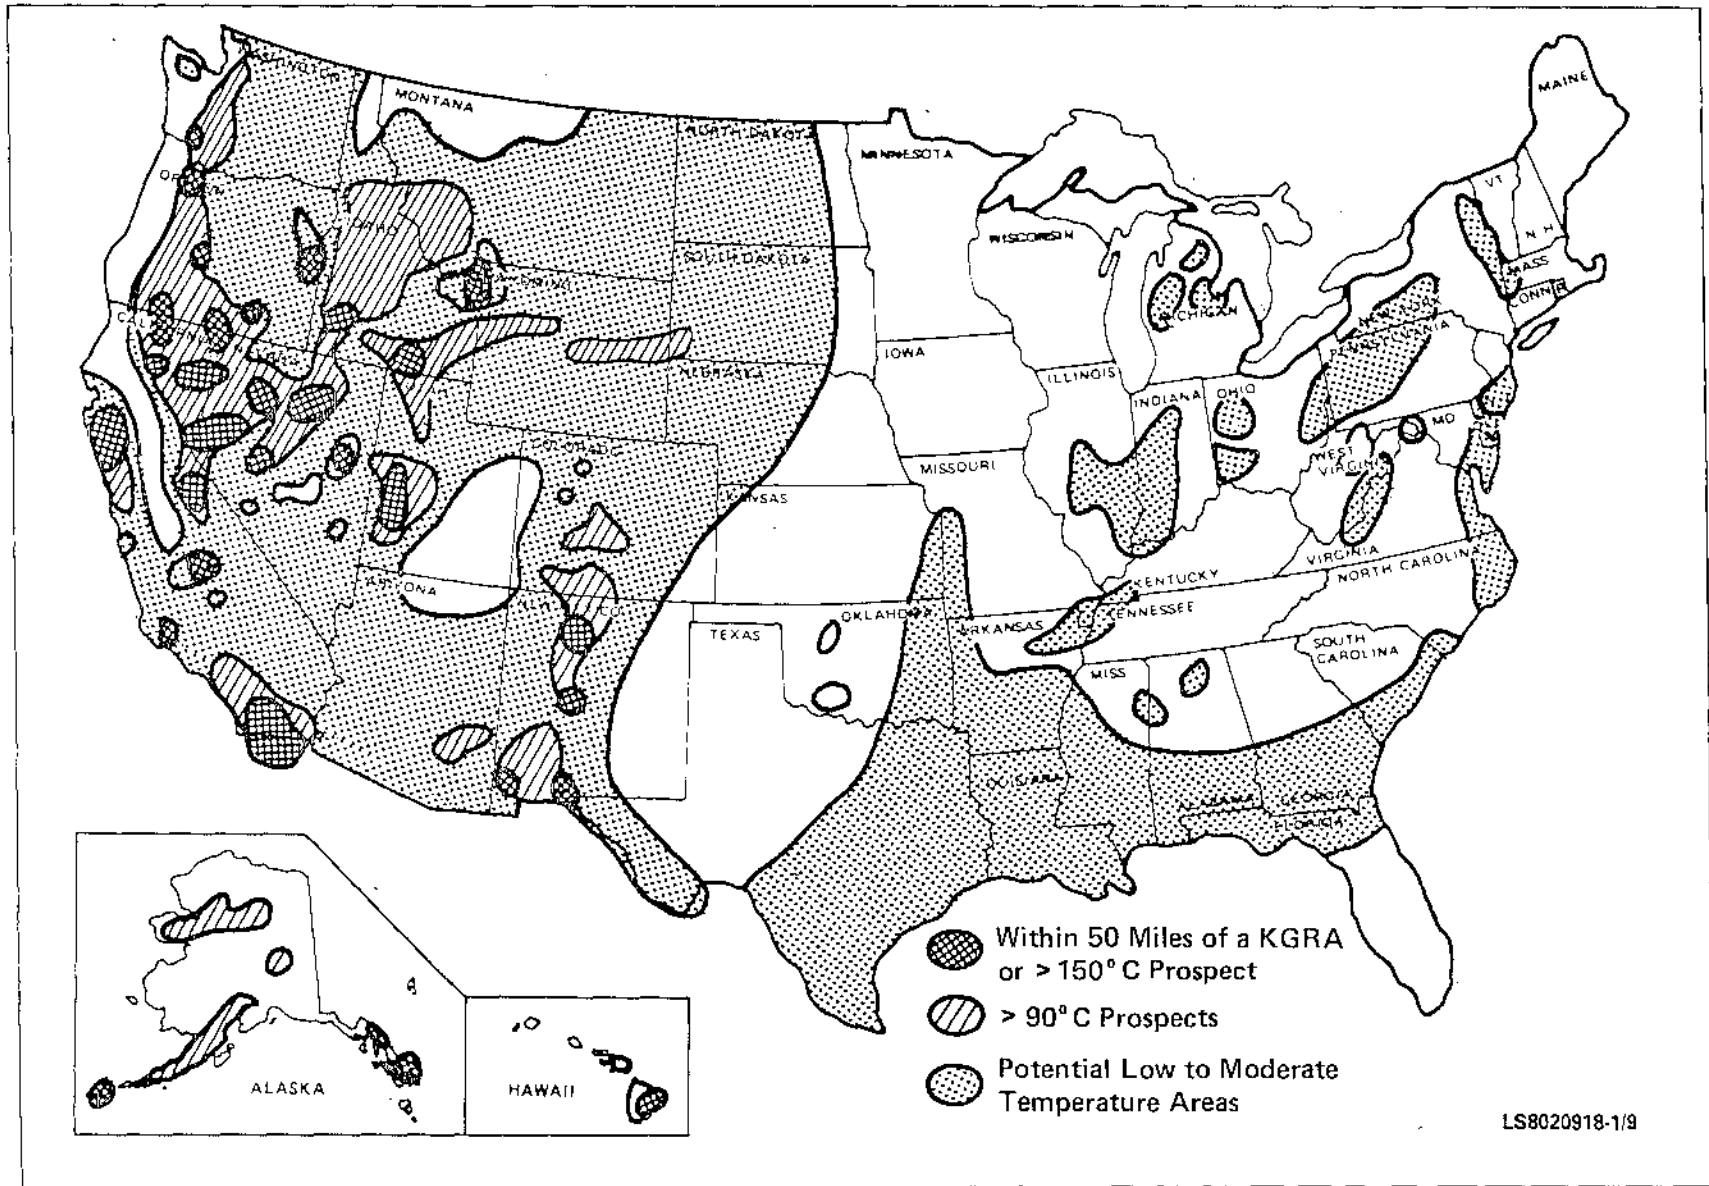 WASHINGTON
MONTANA
NORTH DAKOTA
MINNESOTA
MAINE
VT.
N.H.
MASS
CONN
WISCONSIN
SOUTH DAKOTA
IDAHO
WYOMING
MICHIGAN
NEW YORK
PENNSYLVANIA
IOWA
NEBRASKA
ILLINOIS
INDIANA
OHIO
MD
WEST
VIRGINIA
COLORADO
MISSOURI
KANSAS
VIRGINIA
KENTUCKY
NORTH CAROLINA
ARIZONA
OKLAHOMA
TEXAS
ARKANSAS
TENNESSEE
SOUTH
CAROLINA
MISS
LOUISIANA
ALABAMA
GEORGIA
FLORIDA
ALASKA
HAWAII
Within 50 Miles of a KGRA
or > 150°C Prospect
> 90°C Prospects
Potential Low to Moderate
Temperature Areas
LS8020918-1/9